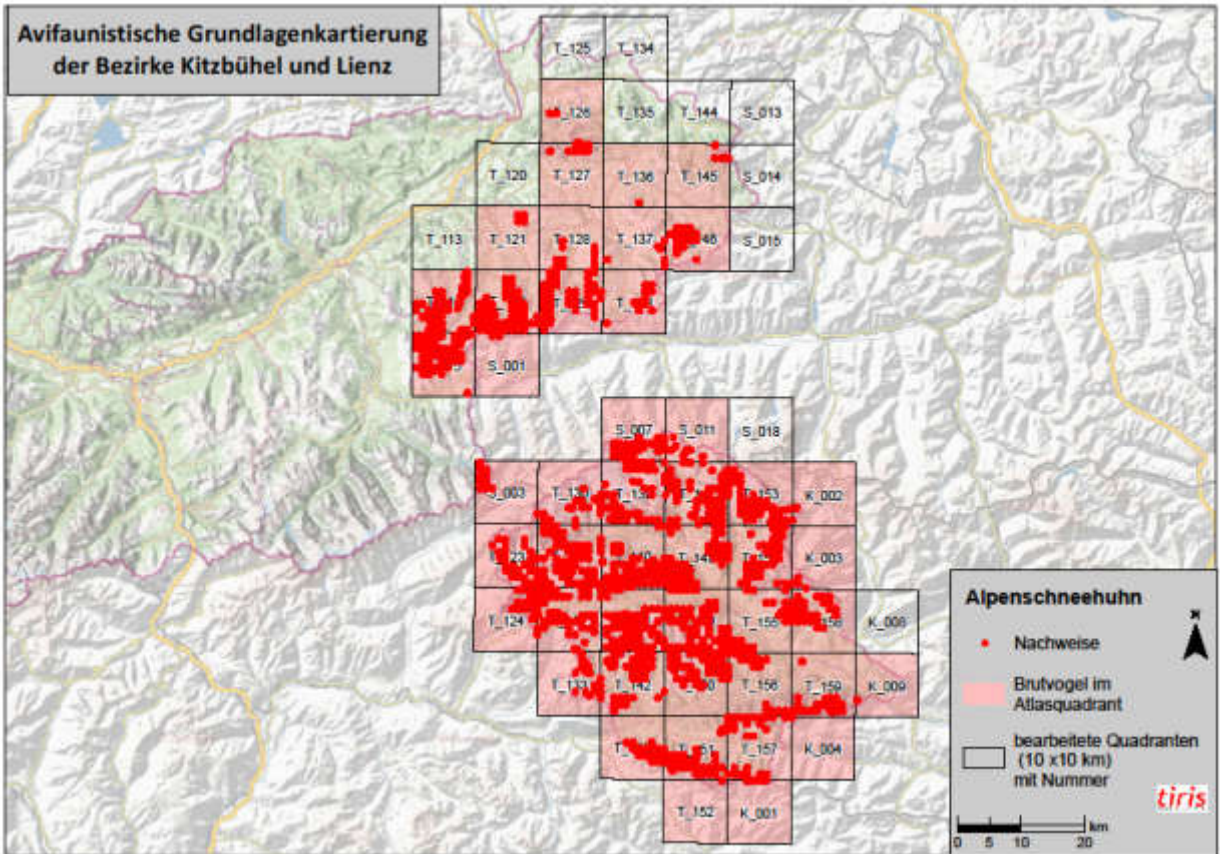 Avifaunistische Grundlagenkartierung
der Bezirke Kitzbühel und Lienz
T_125 T_134
T_135 T_144 S_013
T_120 T_127 T_136 T_145 S_014
T_113 T_121 T_128 T_137 S_015
S_001
S_007 S_011 S_018
S_003 K_002
K_003
T_124 T_155 K_008
T_133 T_142 T_158 T_159 K_009
T_157 K_004
T_152 K_001
Alpenschneehuhn
Nachweise
Brutvogel im
Atlasquadrant
bearbeitete Quadranten
(10 x10 km)
mit Nummer
tiris
km
0 5 10 20